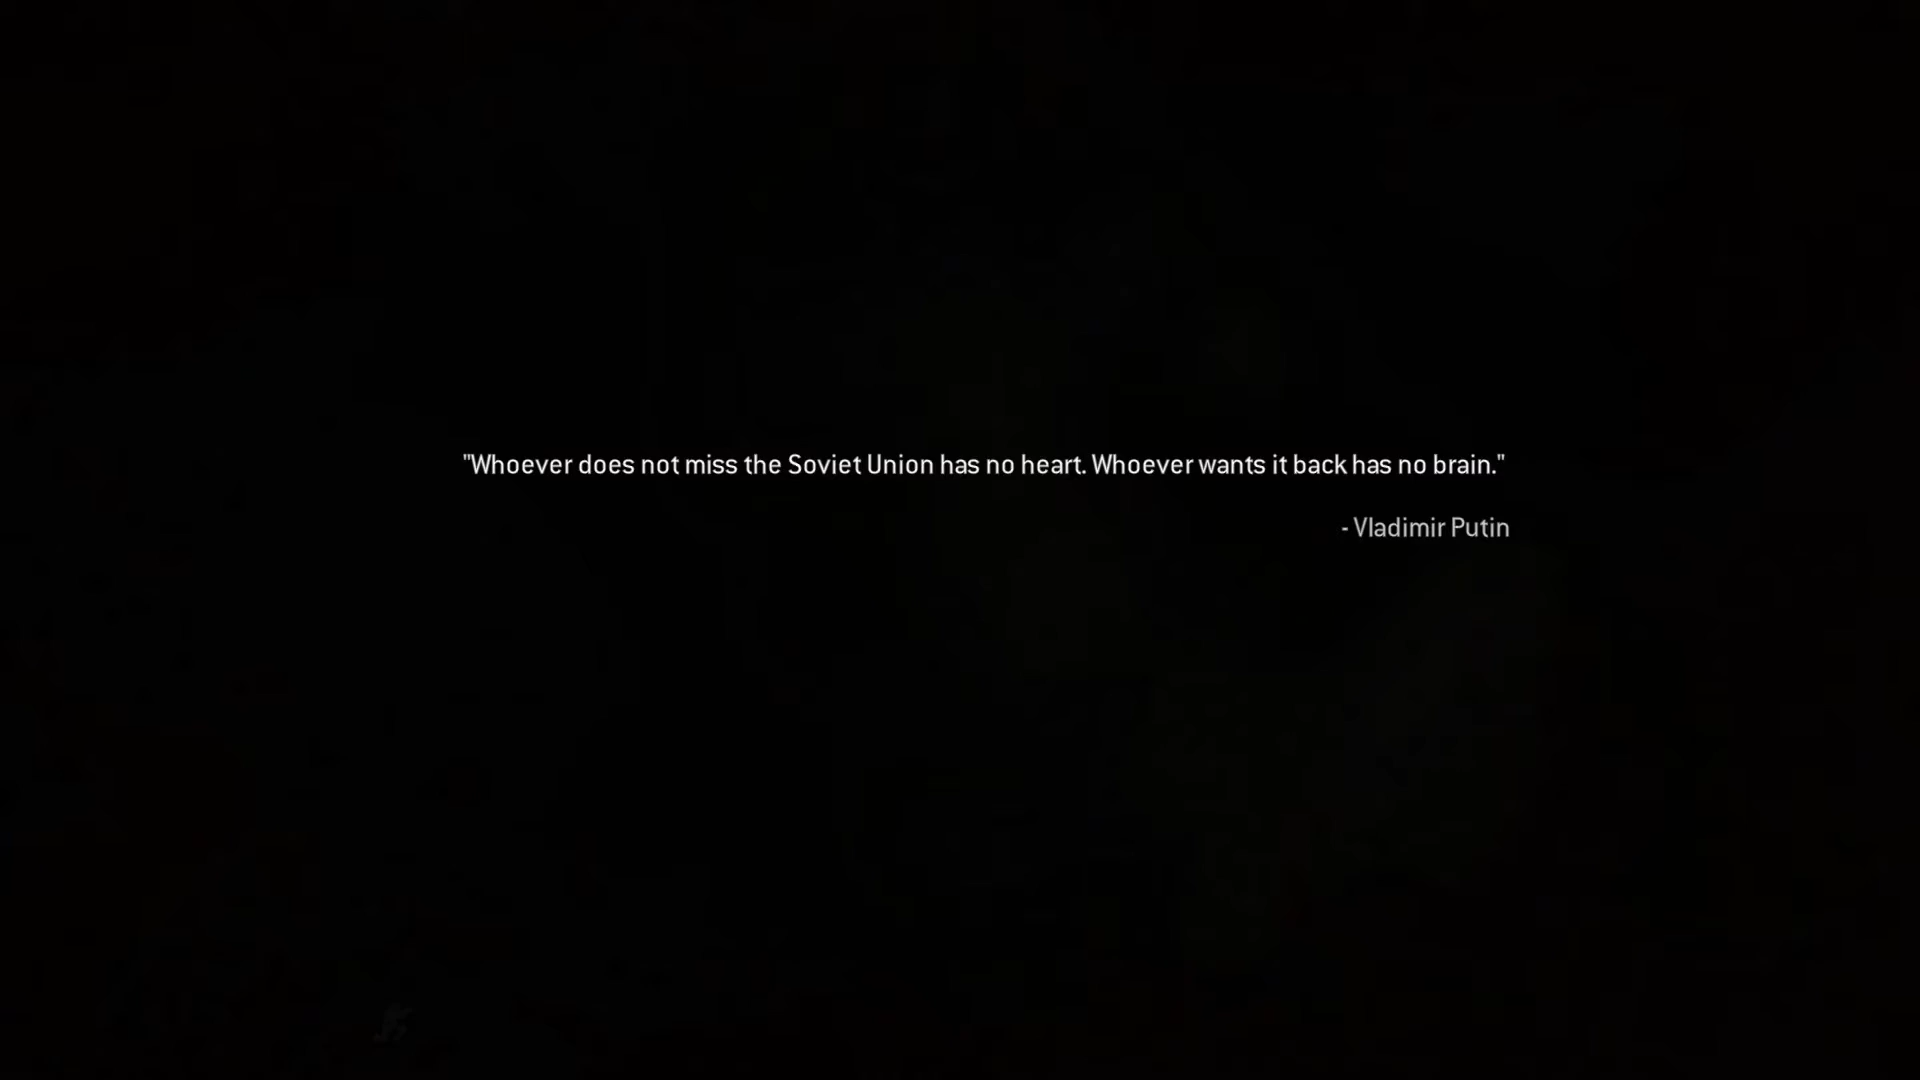 "Whoever does not miss the Soviet Union has no heart. Whoever wants it back has no brain."
- Vladimir Putin